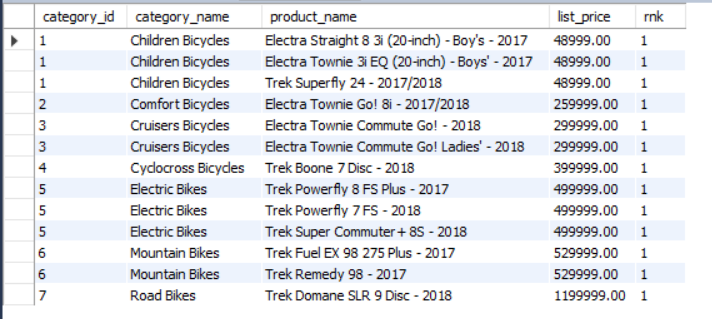 category_id category_name product_name list_price rnk
1 Children Bicycles Electra Straight 8 3i (20-inch) - Boy's - 2017 48999.00 1
1 Children Bicycles Electra Townie 3i EQ (20-inch) - Boys' - 2017 48999.00 1
1 Children Bicycles Trek Superfly 24 - 2017/2018 48999.00 1
2 Comfort Bicycles Electra Townie Go! 8i - 2017/2018 259999.00 1
3 Cruisers Bicycles Electra Townie Commute Go! - 2018 299999.00 1
3 Cruisers Bicycles Electra Townie Commute Go! Ladies' - 2018 299999.00 1
4 Cyclocross Bicycles Trek Boone 7 Disc - 2018 399999.00 1
5 Electric Bikes Trek Powerfly 8 FS Plus - 2017 499999.00 1
5 Electric Bikes Trek Powerfly 7 FS - 2018 499999.00 1
5 Electric Bikes Trek Super Commuter+ 8S - 2018 499999.00 1
6 Mountain Bikes Trek Fuel EX 98 275 Plus - 2017 529999.00 1
6 Mountain Bikes Trek Remedy 98 - 2017 529999.00 1
7 Road Bikes Trek Domane SLR 9 Disc - 2018 1199999.00 1